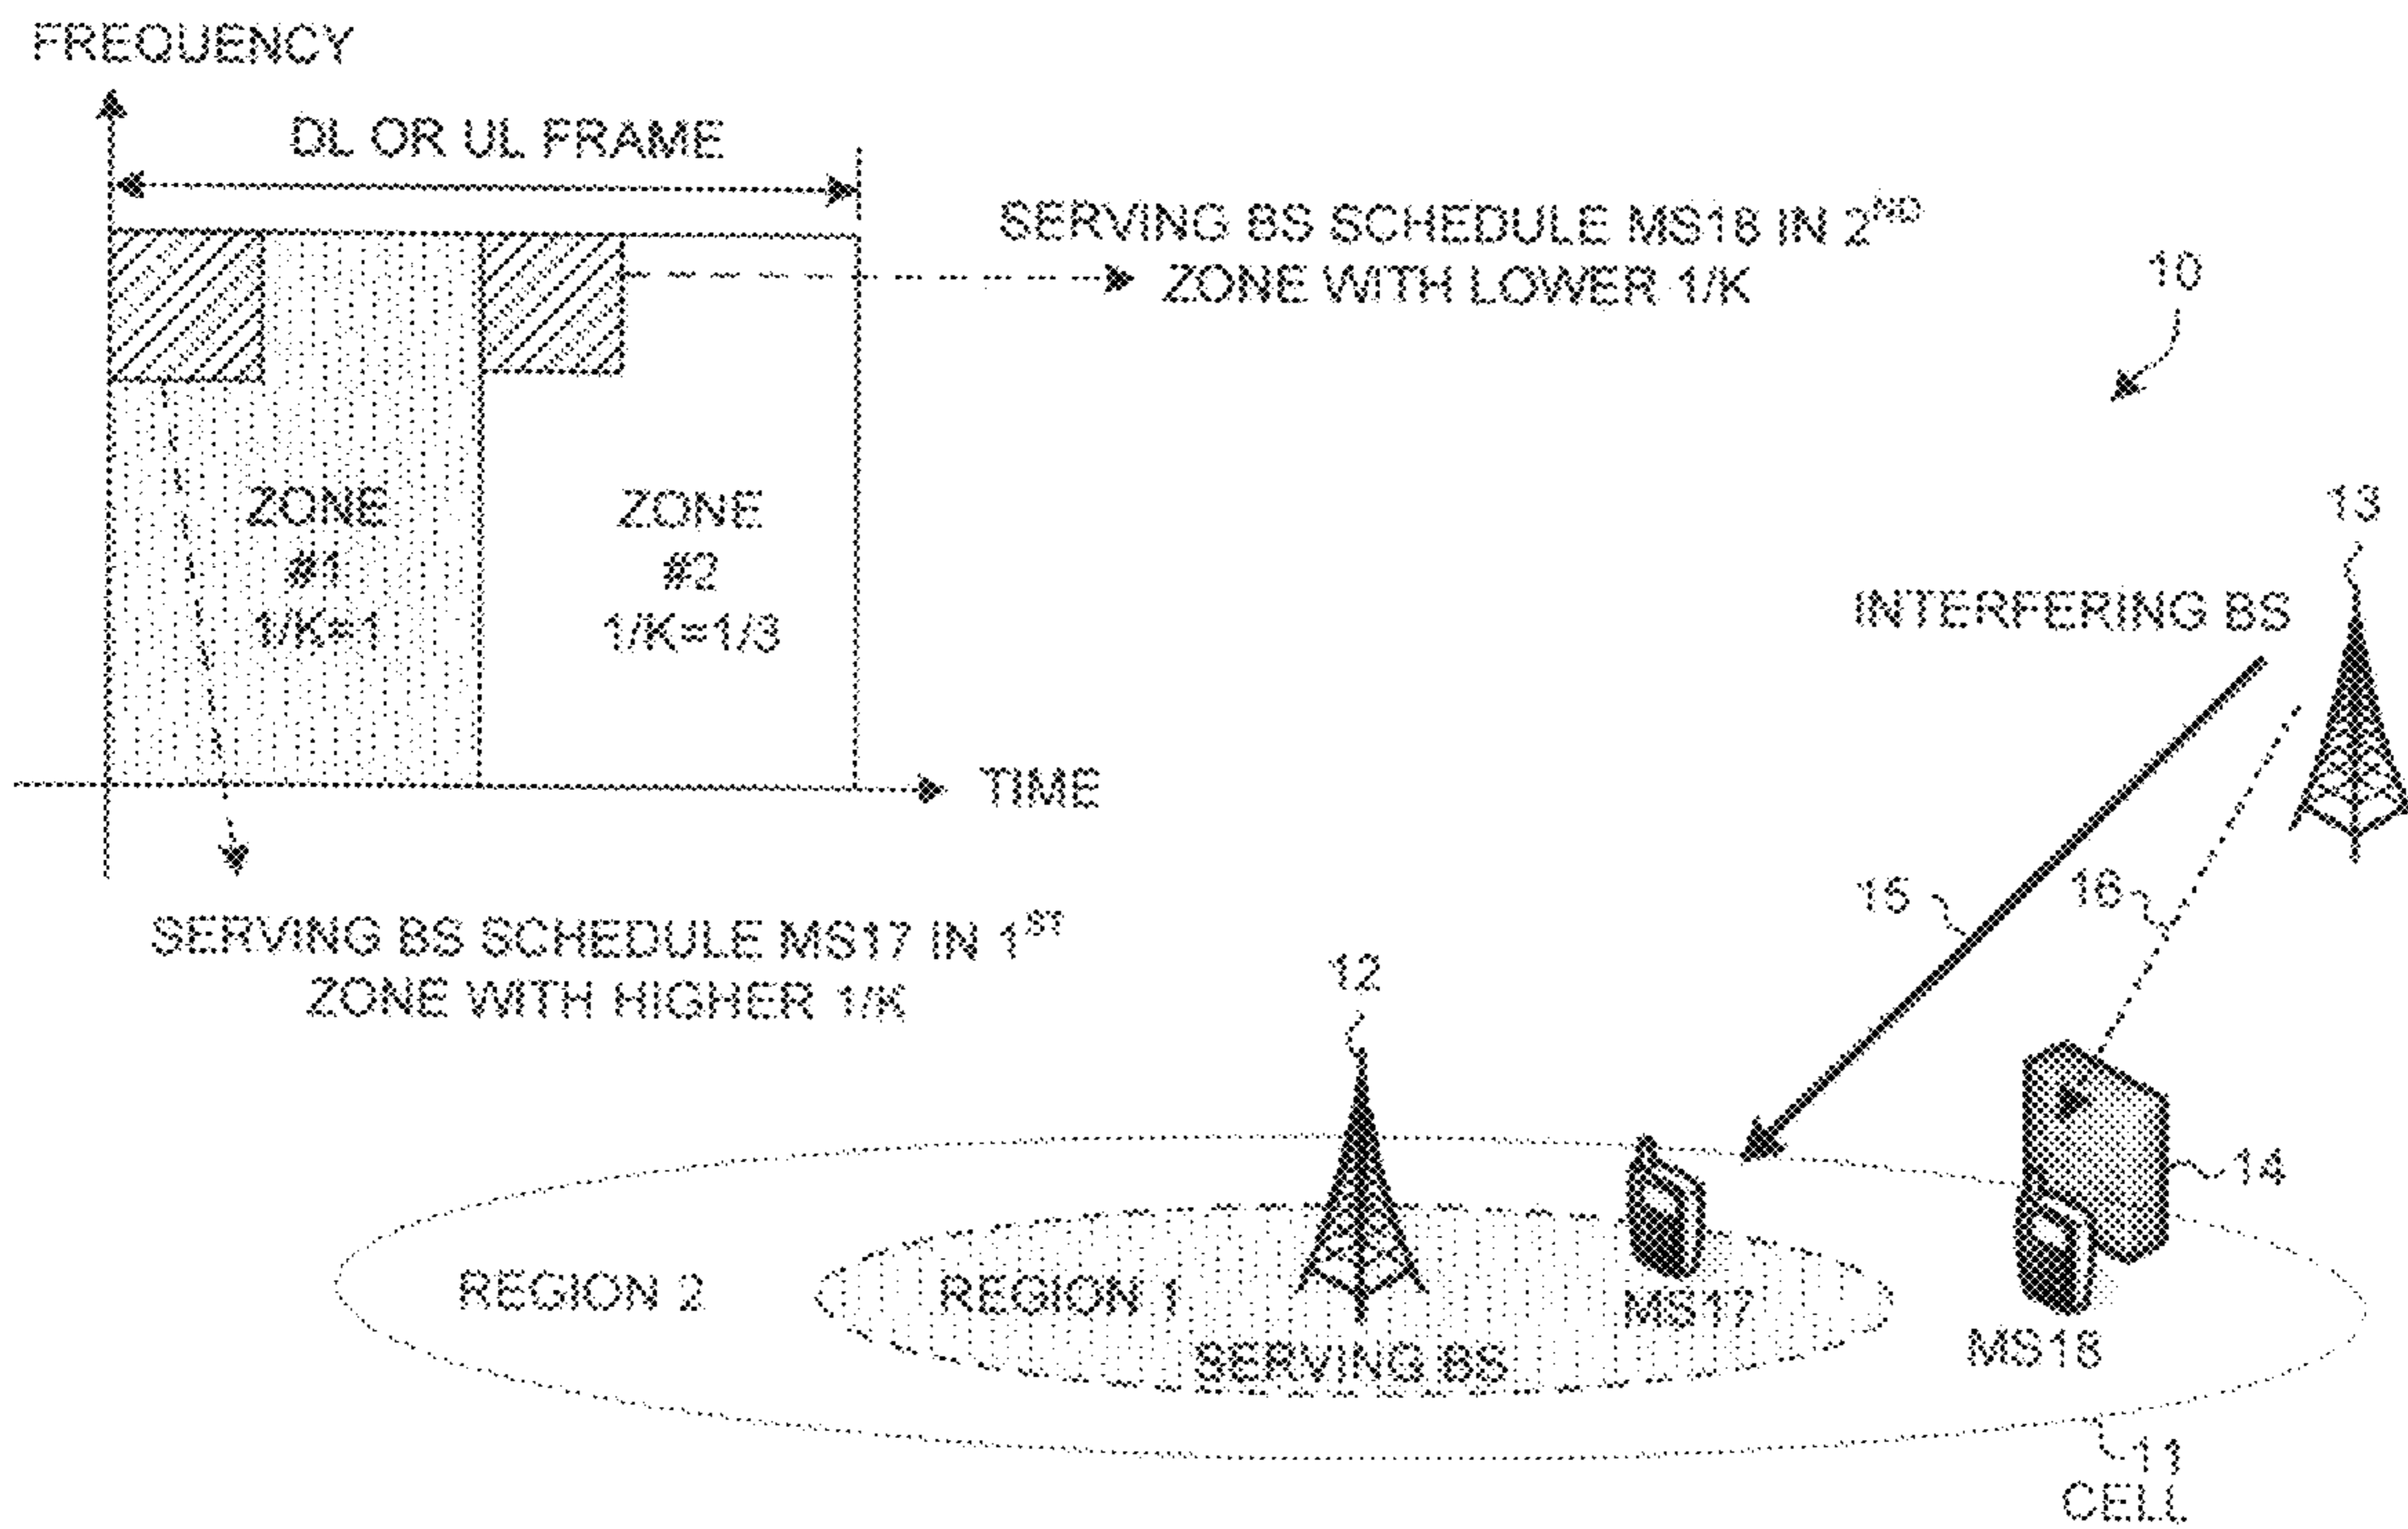 FREQUENCY
DL OR UL FRAME
SERVING BS SCHEDULE MS18 IN 2ND
ZONE WITH LOWER 1/K
10
ZONE
#1
1/K=1
ZONE
#2
1/K=1/3
13
INTERFERING BS
TIME
15
16
SERVING BS SCHEDULE MS17 IN 1ST
ZONE WITH HIGHER 1/K
12
14
REGION 2
REGION 1
MS17
SERVING BS
MS18
11
CELL